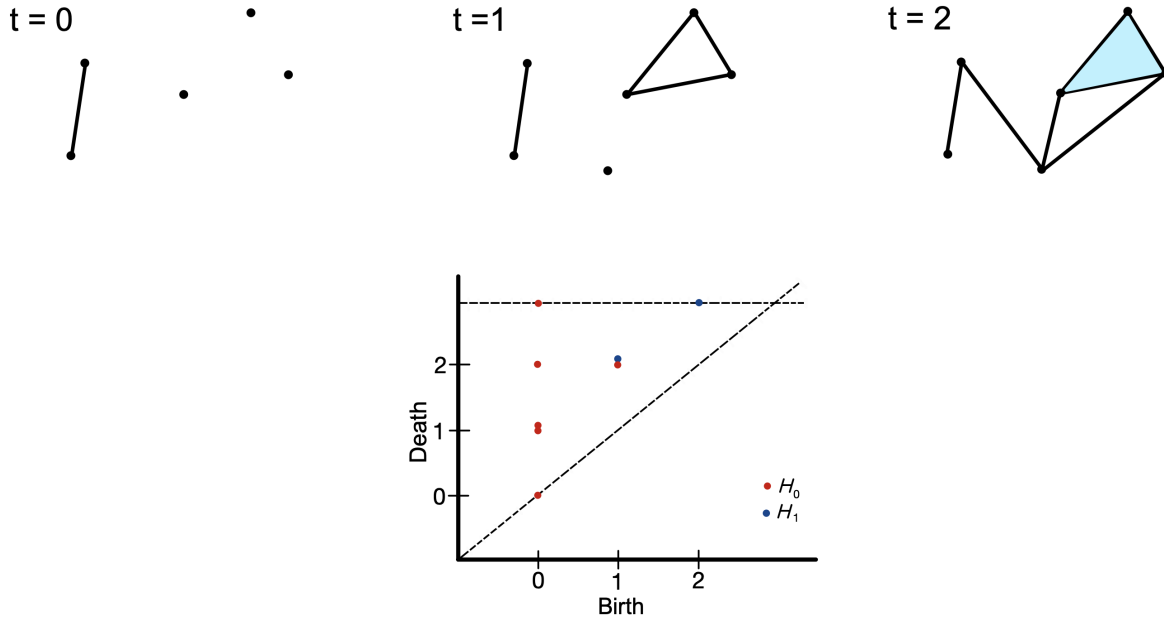 t = 0
t =1
t = 2
Death
2
1
0
H₀
H₁
0 1 2
Birth